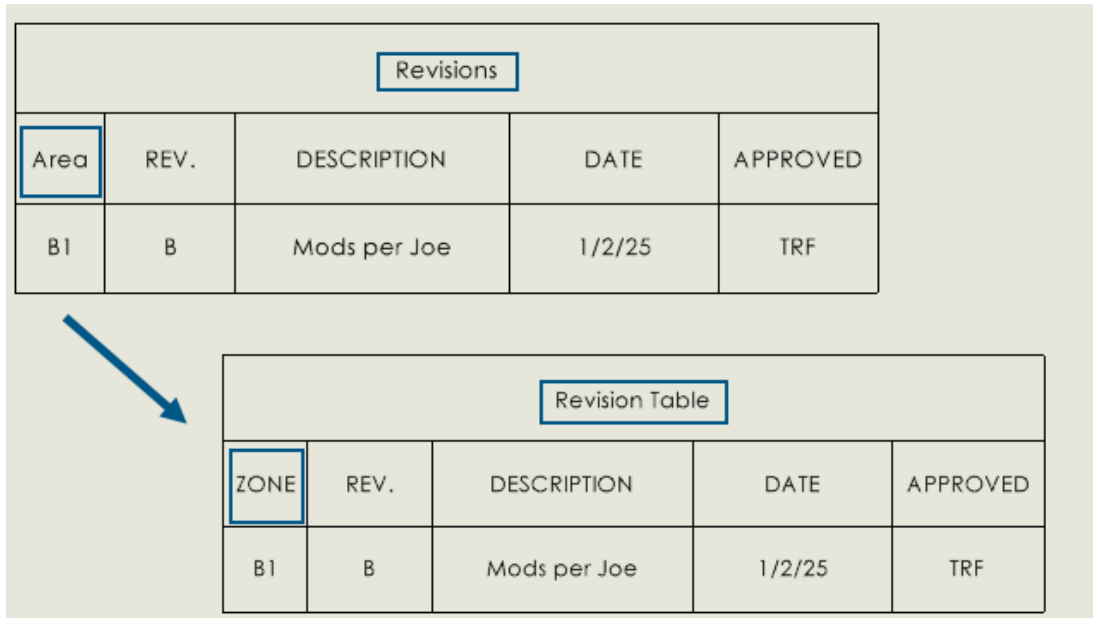 Revisions
Area REV. DESCRIPTION DATE APPROVED
B1 B Mods per Joe 1/2/25 TRF
Revision Table
ZONE REV. DESCRIPTION DATE APPROVED
B1 B Mods per Joe 1/2/25 TRF